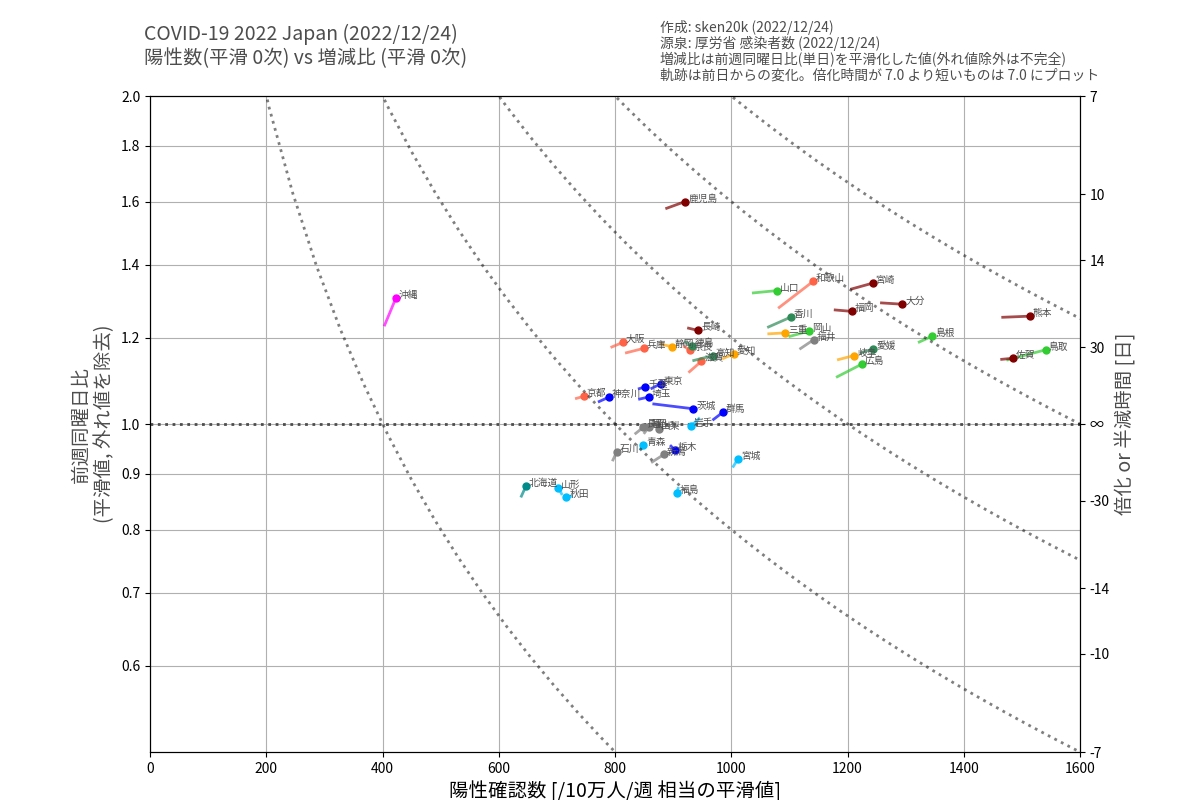 COVID-19 2022 Japan (2022/12/24)
陽性数(平滑 0次) vs 増減比 (平滑 0次)
作成: sken20k (2022/12/24)
源泉: 厚労省 感染者数 (2022/12/24)
増減比は前週同曜日比(単日)を平滑化した値(外れ値除外は不完全)
軌跡は前日からの変化。倍化時間が 7.0 より短いものは 7.0 にプロット
2.0
1.8
1.6
1.4
1.2
1.0
0.9
0.8
0.7
0.6
前週同曜日比
(平滑値, 外れ値を除去)
7
10
14
30
∞
-30
-14
-10
-7
倍化 or 半減時間 [日]
鹿児島
沖縄
山口
和歌山
宮崎
大分
福岡
熊本
香川
長崎
三重
岡山
福井
島根
大阪
兵庫
静岡
徳島
奈良
高知
愛知
岐阜
愛媛
広島
佐賀
鳥取
千葉
東京
京都
神奈川
埼玉
茨城
群馬
岩手
石川
青森
栃木
宮城
北海道
山形
秋田
福島
0
200
400
600
800
1000
1200
1400
1600
陽性確認数 [/10万人/週 相当の平滑値]